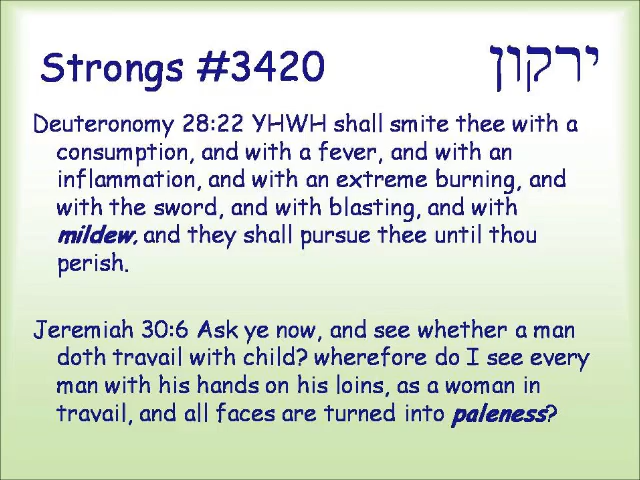 Strongs #3420 ירקון
Deuteronomy 28:22 YHWH shall smite thee with a
consumption, and with a fever, and with an
inflammation, and with an extreme burning, and
with the sword, and with blasting, and with
mildew, and they shall pursue thee until thou
perish.
Jeremiah 30:6 Ask ye now, and see whether a man
doth travail with child? wherefore do I see every
man with his hands on his loins, as a woman in
travail, and all faces are turned into paleness?